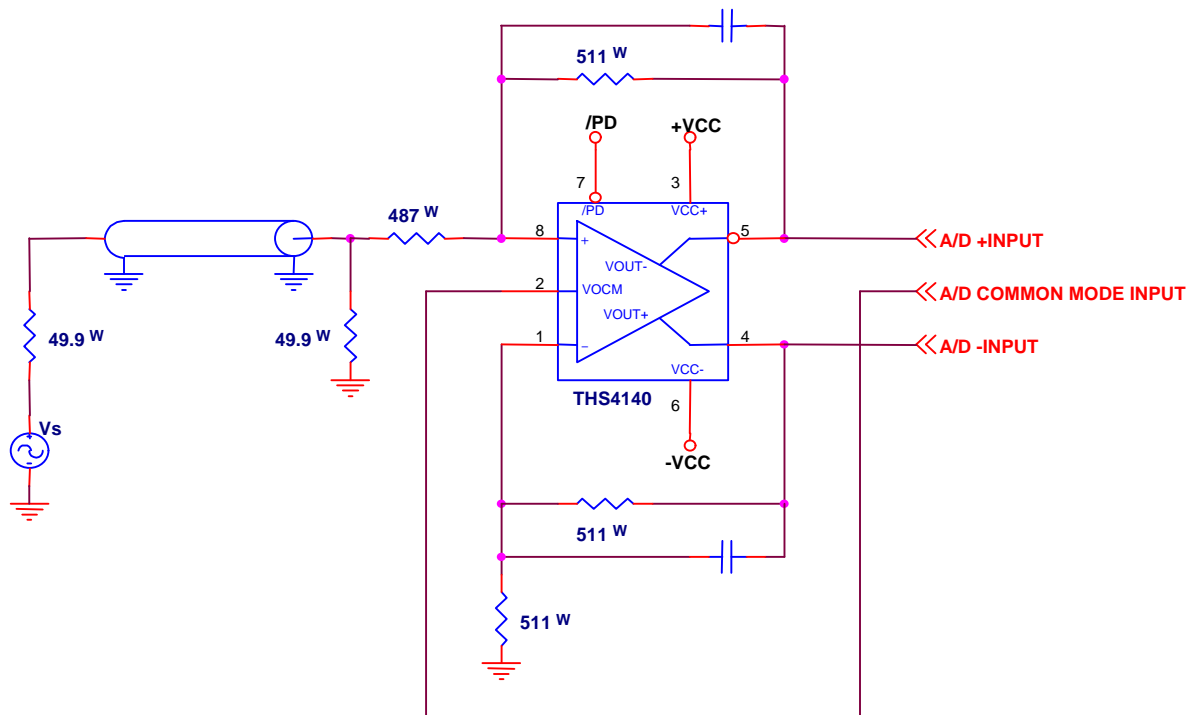 511 W
/PD
+VCC
7
3
/PD
VCC+
487 W
8
+
5
A/D +INPUT
VOUT-
2
VOCM
A/D COMMON MODE INPUT
VOUT+
49.9 W
49.9 W
1
−
4
A/D -INPUT
VCC-
THS4140
6
Vs
+
-
-VCC
511 W
511 W